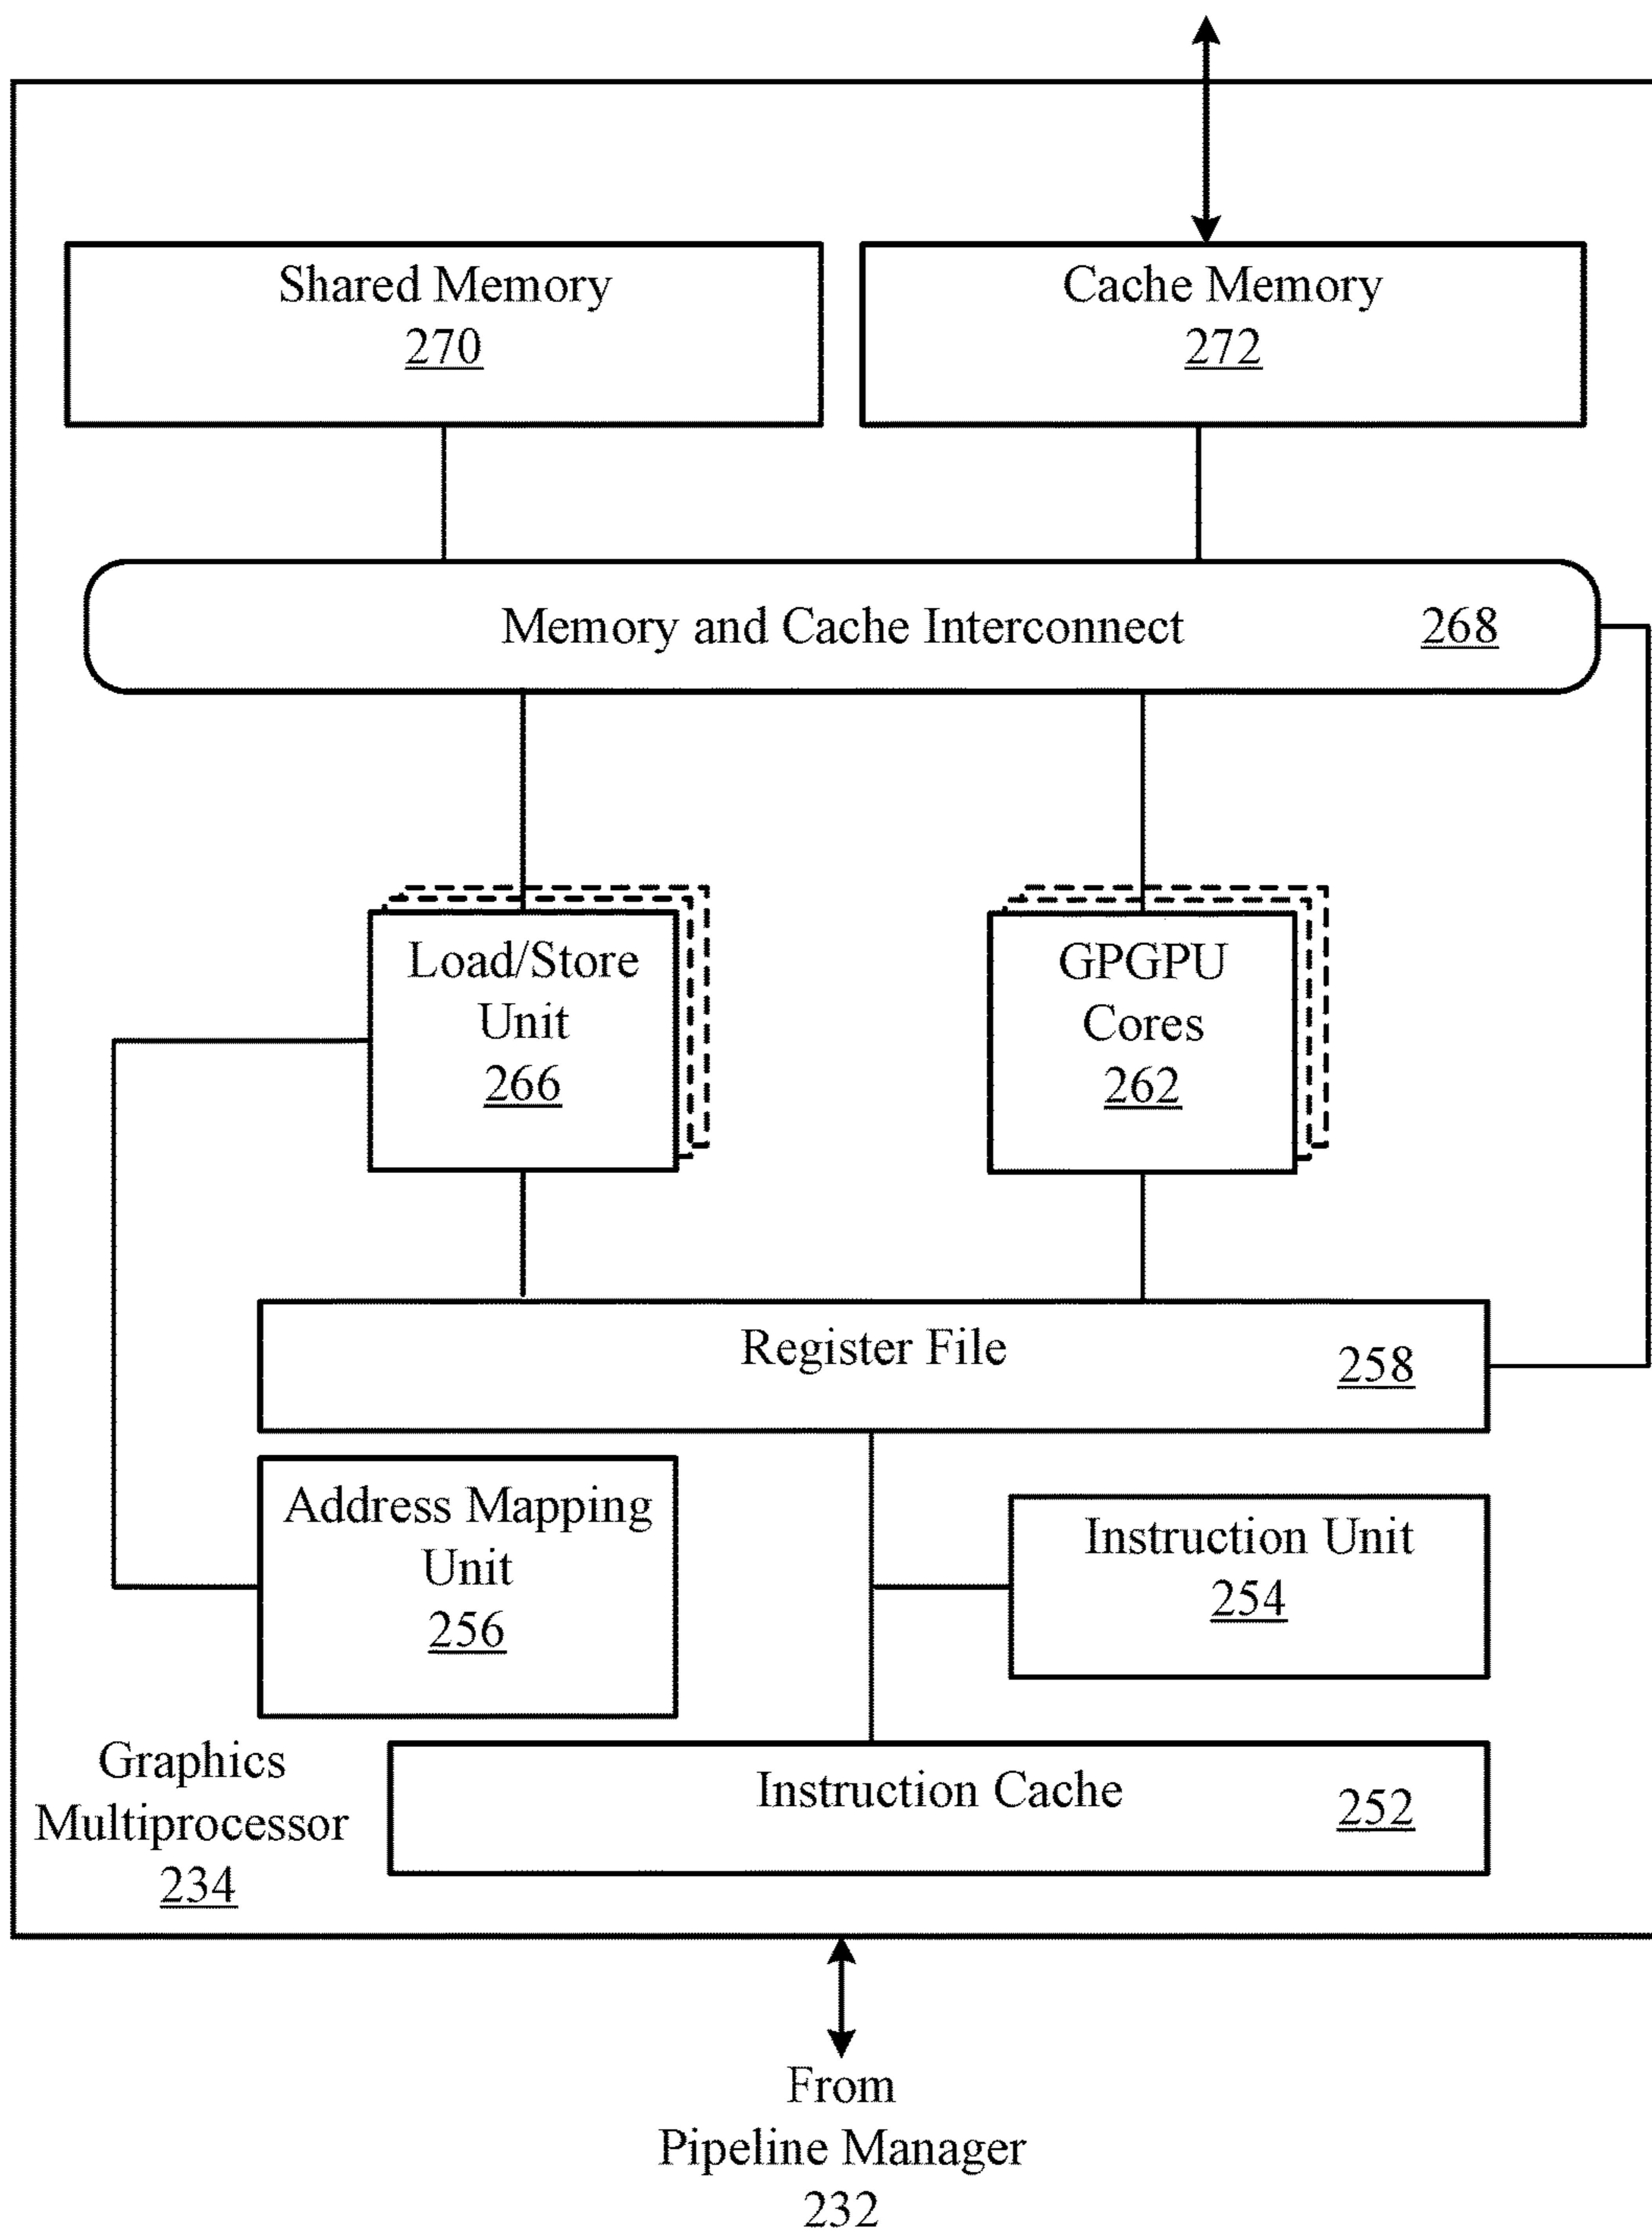 Shared Memory
270
Cache Memory
272
Memory and Cache Interconnect 268
Load/Store
Unit
266
GPGPU
Cores
262
Register File 258
Address Mapping
Unit
256
Instruction Unit
254
Graphics
Multiprocessor
234
Instruction Cache 252
From
Pipeline Manager
232